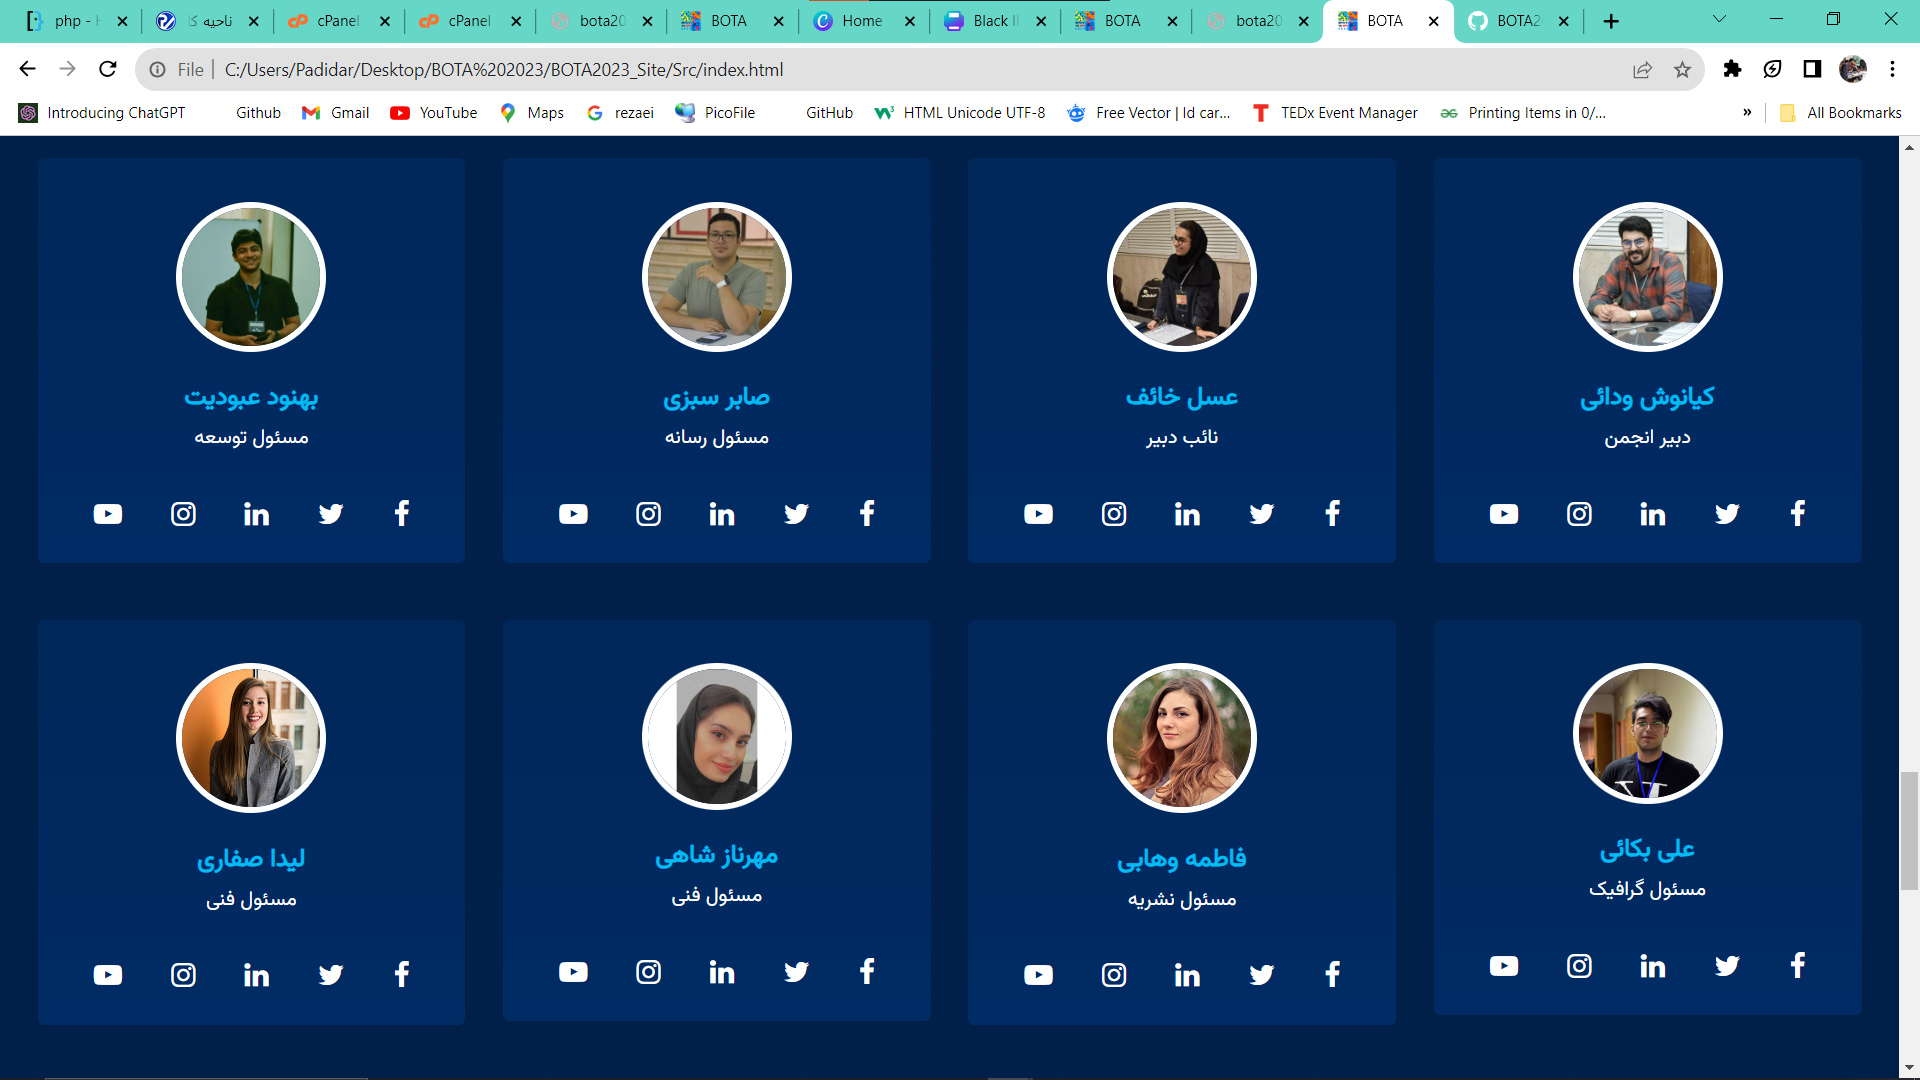 php - H
ناحیه کا
cPanel
cPanel
bota20
BOTA
Home -
Black II
BOTA
bota20
BOTA
BOTA2
File
C:/Users/Padidar/Desktop/BOTA%202023/BOTA2023_Site/Src/index.html
Introducing ChatGPT
Github
Gmail
YouTube
Maps
rezaei
PicoFile
GitHub
HTML Unicode UTF-8
Free Vector | Id car...
TEDx Event Manager
Printing Items in 0/...
»
All Bookmarks
کیانوش ودائی
دبیر انجمن
عسل خائف
نائب دبیر
صابر سبزی
مسئول رسانه
بهنود عبودیت
مسئول توسعه
علی بکائی
مسئول گرافیک
فاطمه وهابی
مسئول نشریه
مهرناز شاهی
مسئول فنی
لیدا صفاری
مسئول فنی